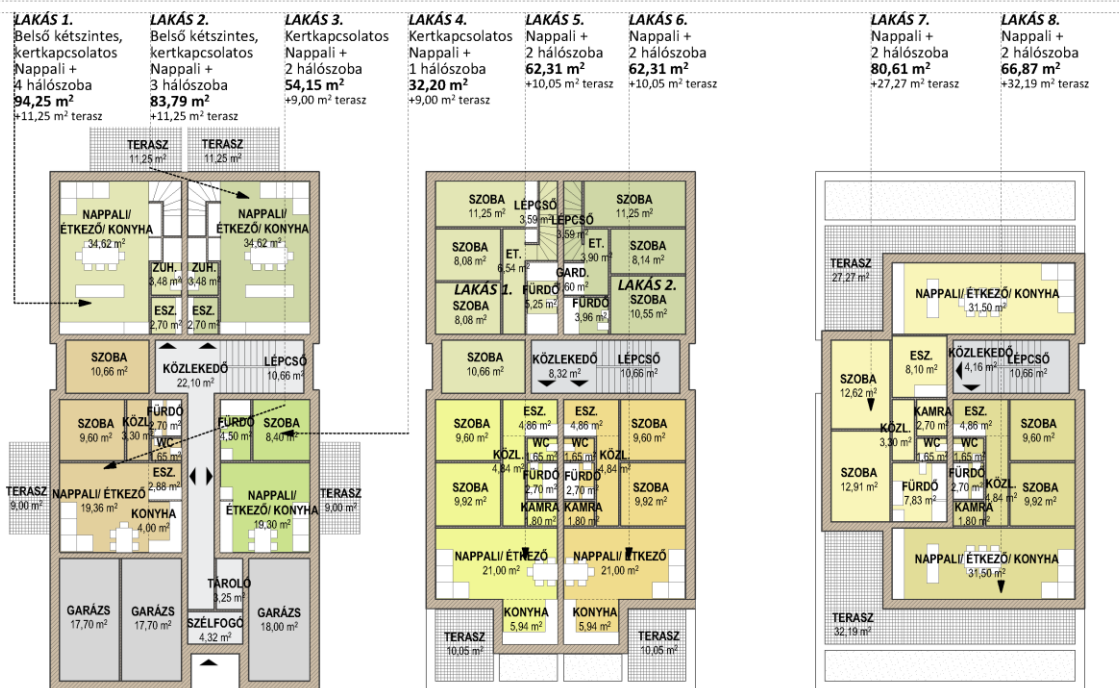 LAKÁS 1.
Belső kétszintes,
kertkapcsolatos
Nappali +
4 hálószoba
94,25 m²
+11,25 m² terasz
LAKÁS 2.
Belső kétszintes,
kertkapcsolatos
Nappali +
3 hálószoba
83,79 m²
+11,25 m² terasz
LAKÁS 3.
Kertkapcsolatos
Nappali +
2 hálószoba
54,15 m²
+9,00 m² terasz
LAKÁS 4.
Kertkapcsolatos
Nappali +
1 hálószoba
32,20 m²
+9,00 m² terasz
LAKÁS 5.
Nappali +
2 hálószoba
62,31 m²
+10,05 m² terasz
LAKÁS 6.
Nappali +
2 hálószoba
62,31 m²
+10,05 m² terasz
LAKÁS 7.
Nappali +
2 hálószoba
80,61 m²
+27,27 m² terasz
LAKÁS 8.
Nappali +
2 hálószoba
66,87 m²
+32,19 m² terasz
TERASZ
11,25 m²
TERASZ
11,25 m²
NAPPALI/
ÉTKEZŐ/ KONYHA
34,62 m²
NAPPALI/
ÉTKEZŐ/ KONYHA
34,62 m²
ZUH.
3,48 m²
ZUH.
3,48 m²
ESZ.
2,70 m²
ESZ.
2,70 m²
SZOBA
10,66 m²
KÖZLEKEDŐ
22,10 m²
LÉPCSŐ
10,66 m²
SZOBA
9,60 m²
KÖZL.
3,30 m²
FÜRDŐ
2,70 m²
WC
1,65 m²
FÜRDŐ
4,50 m²
SZOBA
8,40 m²
TERASZ
9,00 m²
NAPPALI/ ÉTKEZŐ
19,36 m²
ESZ.
2,88 m²
KONYHA
4,00 m²
NAPPALI/
ÉTKEZŐ/ KONYHA
19,30 m²
TERASZ
9,00 m²
GARÁZS
17,70 m²
GARÁZS
17,70 m²
TÁROLÓ
3,25 m²
SZÉLFOGÓ
4,32 m²
GARÁZS
18,00 m²
SZOBA
11,25 m²
LÉPCSŐ
3,59 m²
LÉPCSŐ
3,59 m²
SZOBA
11,25 m²
SZOBA
8,08 m²
ET.
6,54 m²
ET.
3,90 m²
SZOBA
8,14 m²
LAKÁS 1.
SZOBA
8,08 m²
FÜRDŐ
5,25 m²
GARD.
,60 m²
FÜRDŐ
3,96 m²
LAKÁS 2.
SZOBA
10,55 m²
SZOBA
10,66 m²
KÖZLEKEDŐ
8,32 m²
LÉPCSŐ
10,66 m²
SZOBA
9,60 m²
ESZ.
4,86 m²
ESZ.
4,86 m²
SZOBA
9,60 m²
KÖZL.
4,84 m²
WC
1,65 m²
WC
1,65 m²
KÖZL.
4,84 m²
SZOBA
9,92 m²
FÜRDŐ
2,70 m²
FÜRDŐ
2,70 m²
SZOBA
9,92 m²
KAMRA
1,80 m²
KAMRA
1,80 m²
NAPPALI/ ÉTKEZŐ
21,00 m²
NAPPALI/ ÉTKEZŐ
21,00 m²
KONYHA
5,94 m²
KONYHA
5,94 m²
TERASZ
10,05 m²
TERASZ
10,05 m²
TERASZ
27,27 m²
NAPPALI/ ÉTKEZŐ/ KONYHA
31,50 m²
SZOBA
12,62 m²
ESZ.
8,10 m²
KÖZLEKEDŐ
4,16 m²
LÉPCSŐ
10,66 m²
KÖZL.
3,30 m²
KAMRA
2,70 m²
ESZ.
4,86 m²
SZOBA
9,60 m²
WC
1,65 m²
WC
1,65 m²
SZOBA
12,91 m²
FÜRDŐ
7,83 m²
FÜRDŐ
2,70 m²
KÖZL.
4,84 m²
SZOBA
9,92 m²
KAMRA
1,80 m²
NAPPALI/ ÉTKEZŐ/ KONYHA
31,50 m²
TERASZ
32,19 m²